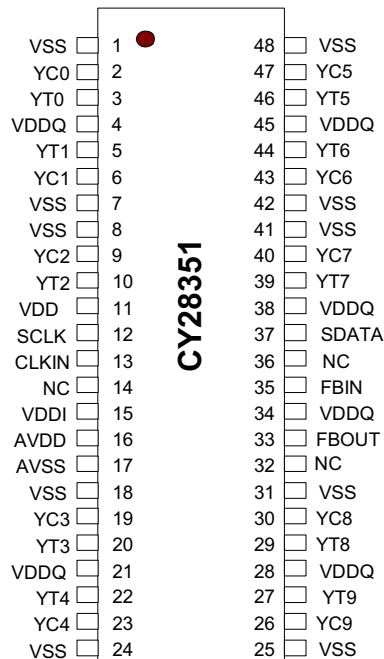 VSS 1 48 VSS
YC0 2 47 YC5
YT0 3 46 YT5
VDDQ 4 45 VDDQ
YT1 5 44 YT6
YC1 6 43 YC6
VSS 7 42 VSS
VSS 8 41 VSS
YC2 9 40 YC7
YT2 10 39 YT7
VDD 11 38 VDDQ
SCLK 12 37 SDATA
CLKIN 13 36 NC
NC 14 35 FBIN
VDDI 15 34 VDDQ
AVDD 16 33 FBOUT
AVSS 17 32 NC
VSS 18 31 VSS
YC3 19 30 YC8
YT3 20 29 YT8
VDDQ 21 28 VDDQ
YT4 22 27 YT9
YC4 23 26 YC9
VSS 24 25 VSS
CY28351